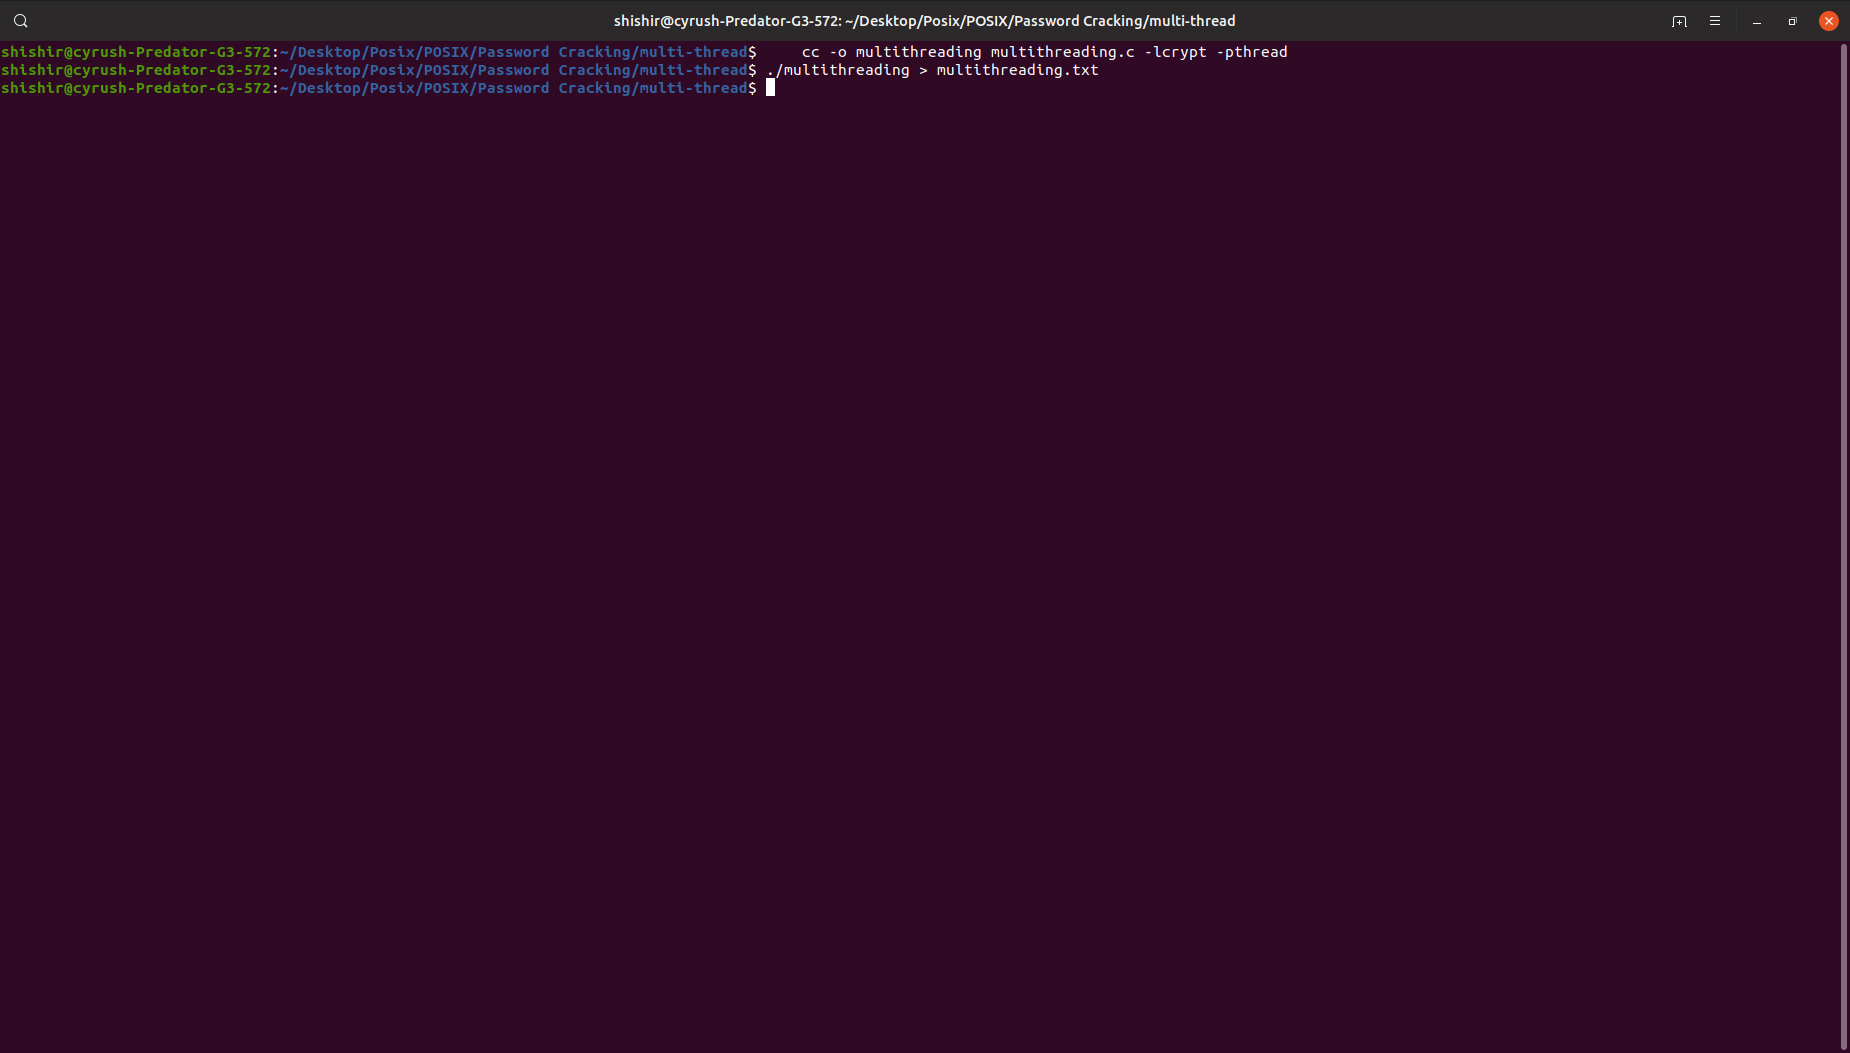 shishir@cyrush-Predator-G3-572: ~/Desktop/Posix/POSIX/Password Cracking/multi-thread
shishir@cyrush-Predator-G3-572:~/Desktop/Posix/POSIX/Password Cracking/multi-thread$     cc -o multithreading multithreading.c -lcrypt -pthread
shishir@cyrush-Predator-G3-572:~/Desktop/Posix/POSIX/Password Cracking/multi-thread$ ./multithreading > multithreading.txt
shishir@cyrush-Predator-G3-572:~/Desktop/Posix/POSIX/Password Cracking/multi-thread$